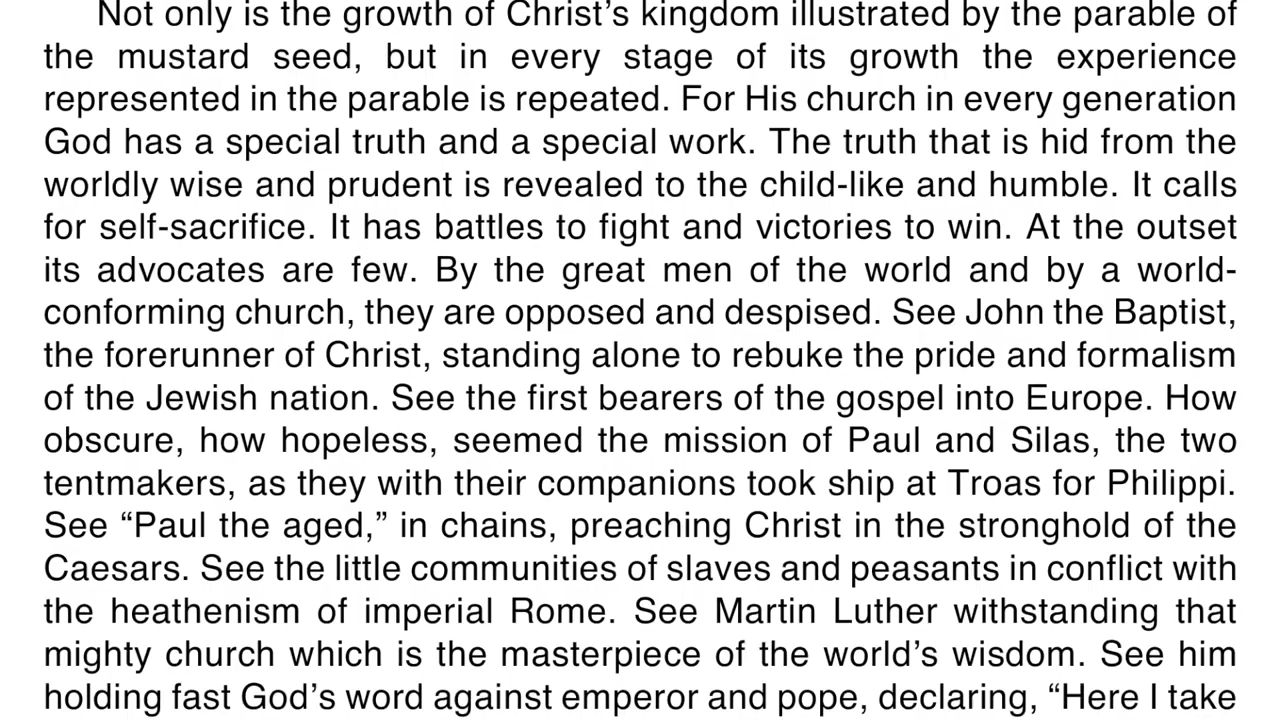 Not only is the growth of Christ’s kingdom illustrated by the parable of
the mustard seed, but in every stage of its growth the experience
represented in the parable is repeated. For His church in every generation
God has a special truth and a special work. The truth that is hid from the
worldly wise and prudent is revealed to the child-like and humble. It calls
for self-sacrifice. It has battles to fight and victories to win. At the outset
its advocates are few. By the great men of the world and by a world-
conforming church, they are opposed and despised. See John the Baptist,
the forerunner of Christ, standing alone to rebuke the pride and formalism
of the Jewish nation. See the first bearers of the gospel into Europe. How
obscure, how hopeless, seemed the mission of Paul and Silas, the two
tentmakers, as they with their companions took ship at Troas for Philippi.
See “Paul the aged,” in chains, preaching Christ in the stronghold of the
Caesars. See the little communities of slaves and peasants in conflict with
the heathenism of imperial Rome. See Martin Luther withstanding that
mighty church which is the masterpiece of the world’s wisdom. See him
holding fast God’s word against emperor and pope, declaring, “Here I take